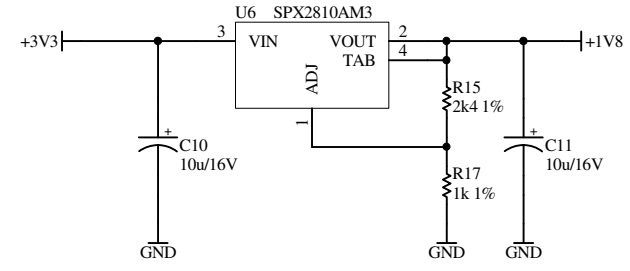 U6 SPX2810AM3
+3V3 3 VIN VOUT 2 +1V8
TAB 4
ADJ
1
R15
2k4 1%
C10
10u/16V
R17
1k 1%
C11
10u/16V
GND GND GND